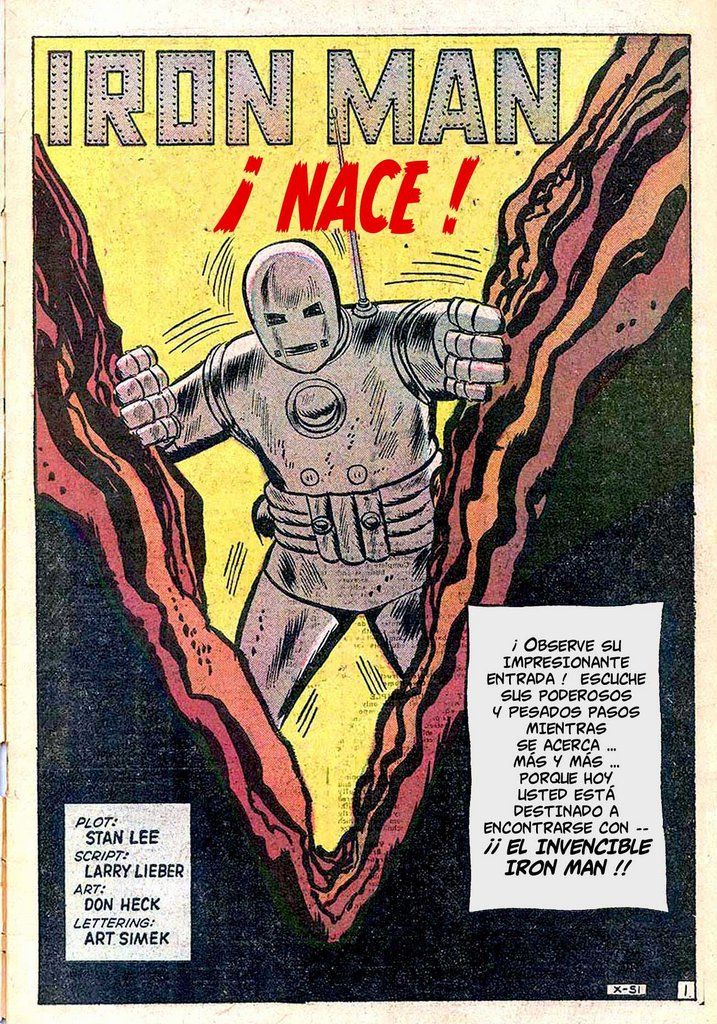 IRON MAN
¡ NACE !
¡ OBSERVE SU
IMPRESIONANTE
ENTRADA ! ESCUCHE
SUS PODEROSOS
Y PESADOS PASOS
MIENTRAS
SE ACERCA ...
MÁS Y MÁS ...
PORQUE HOY
USTED ESTÁ
DESTINADO A
ENCONTRARSE CON --
¡¡ EL INVENCIBLE
IRON MAN !!
PLOT:
STAN LEE
SCRIPT:
LARRY LIEBER
ART:
DON HECK
LETTERING:
ART SIMEK
X-51
1.